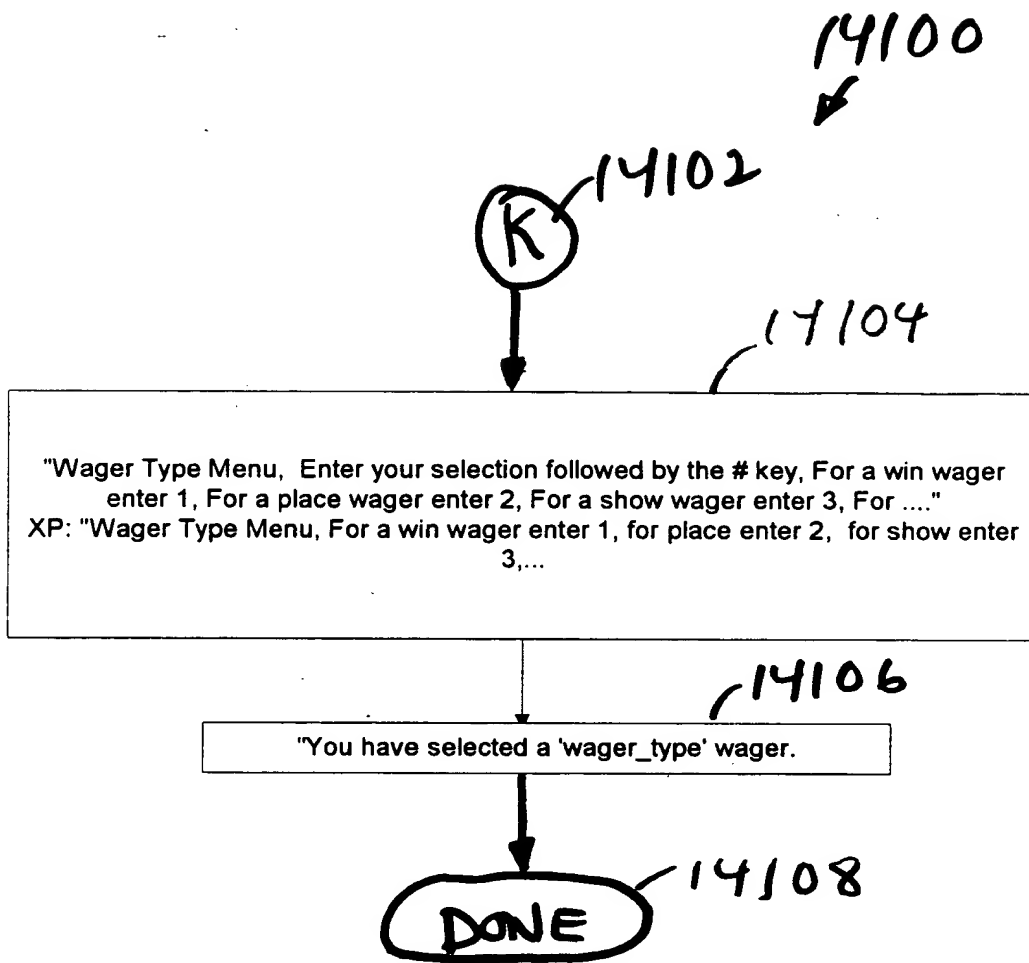 14100
14102
K
14104
"Wager Type Menu, Enter your selection followed by the # key, For a win wager
enter 1, For a place wager enter 2, For a show wager enter 3, For ...."
XP: "Wager Type Menu, For a win wager enter 1, for place enter 2, for show enter
3,...
14106
"You have selected a 'wager_type' wager.
14108
DONE